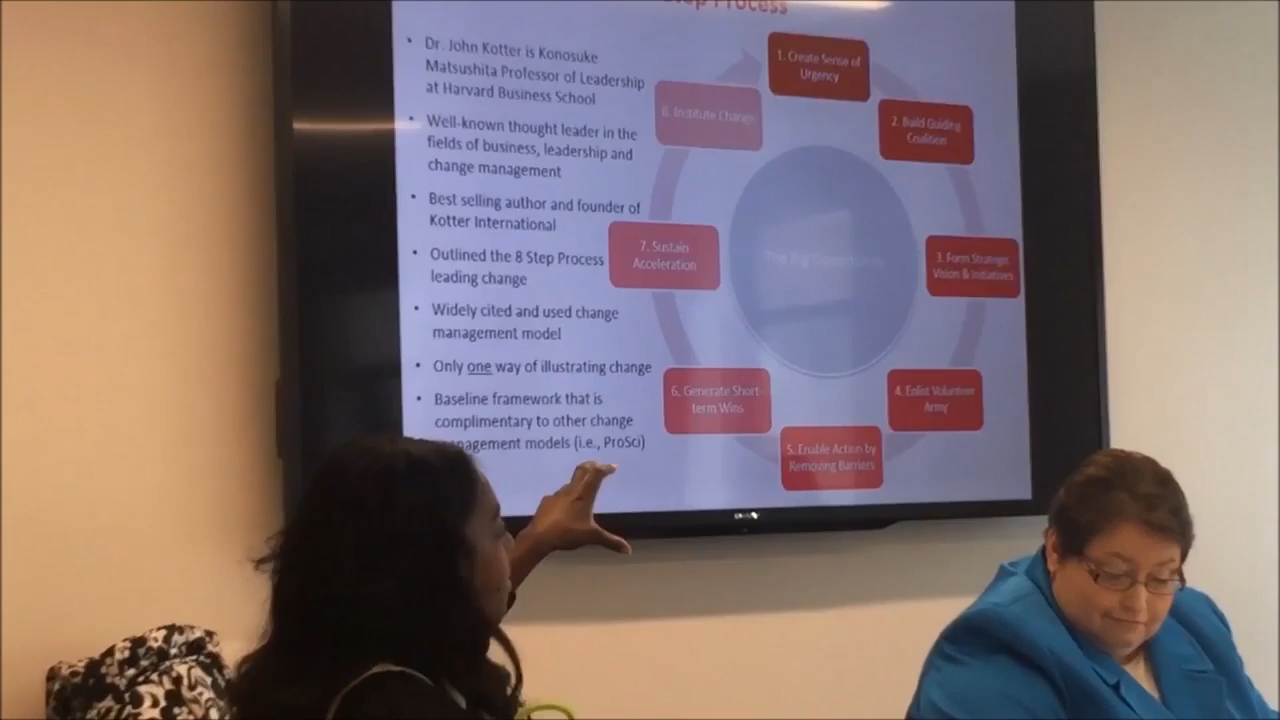 Step Process
• Dr. John Kotter is Konosuke
Matsushita Professor of Leadership
at Harvard Business School
• Well-known thought leader in the
fields of business, leadership and
change management
• Best selling author and founder of
Kotter International
• Outlined the 8 Step Process
leading change
• Widely cited and used change
management model
• Only one way of illustrating change
• Baseline framework that is
complimentary to other change
management models (i.e., ProSci)
1. Create Sense of
Urgency
2. Build Guiding
Coalition
3. Form Strategic
Vision & Initiatives
4. Enlist Volunteer
Army
5. Enable Action by
Removing Barriers
6. Generate Short-
term Wins
7. Sustain
Acceleration
8. Institute Change
The Big Opportunity